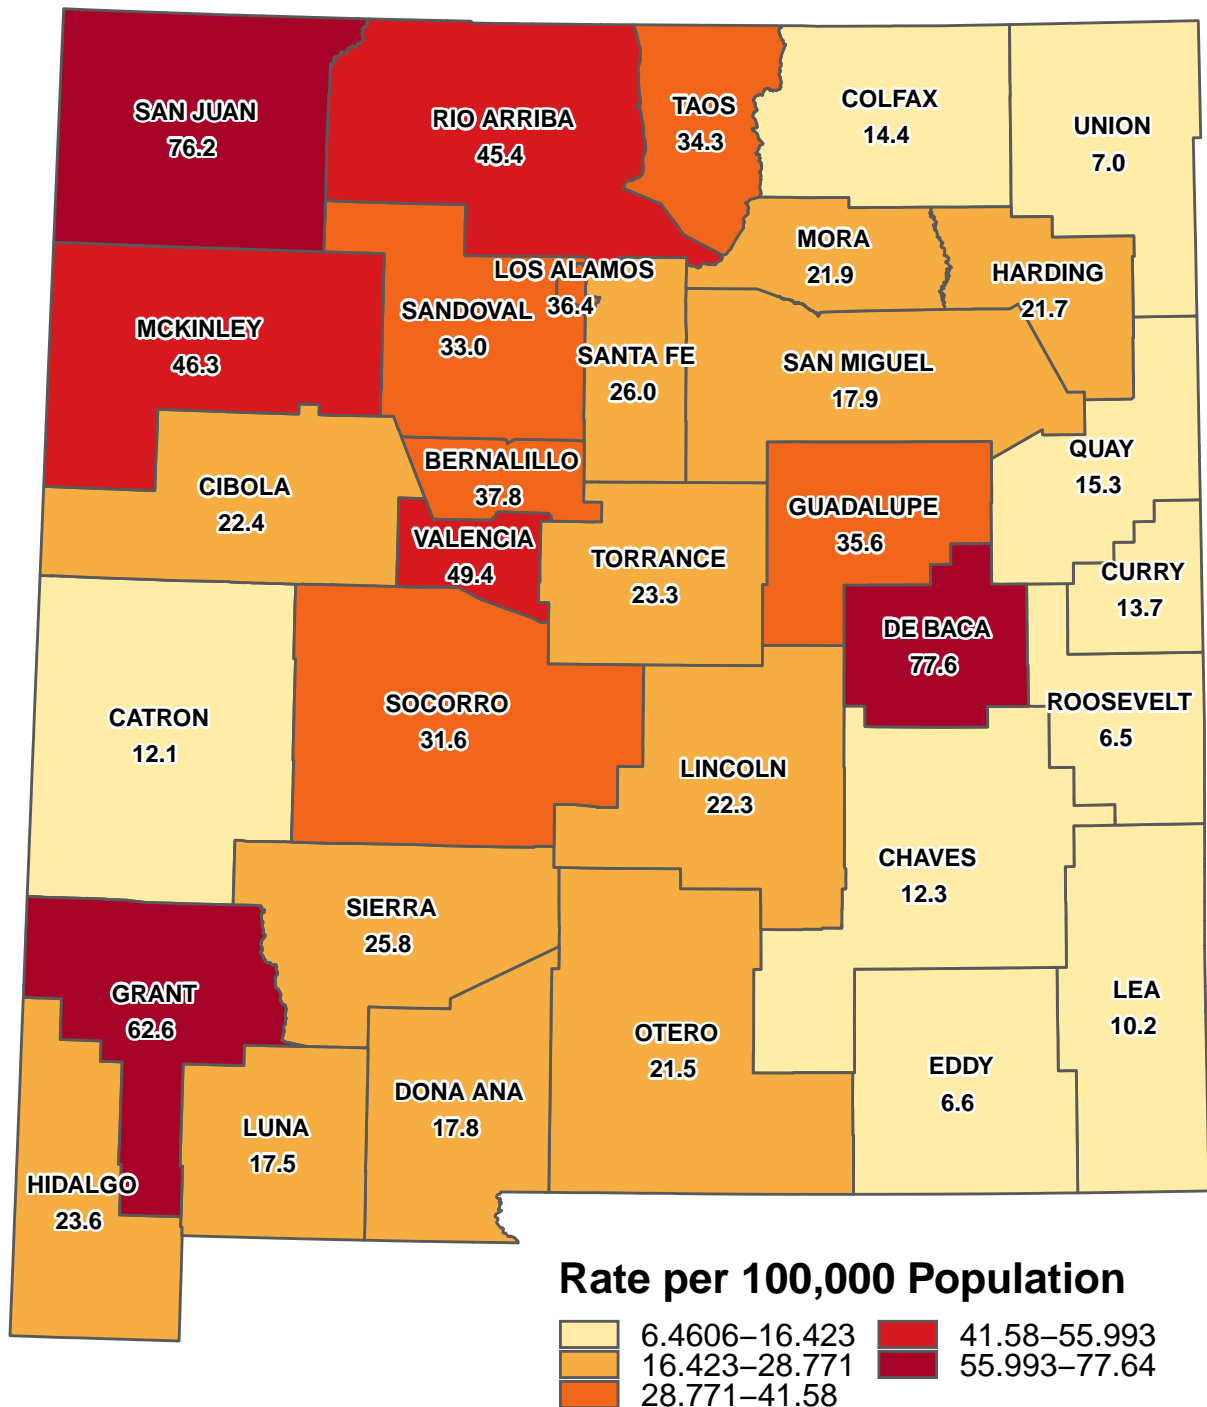 SAN JUAN
76.2
RIO ARRIBA
45.4
TAOS
34.3
COLFAX
14.4
UNION
7.0
MORA
21.9
HARDING
21.7
LOS ALAMOS
36.4
SANDOVAL
33.0
MCKINLEY
46.3
SANTA FE
26.0
SAN MIGUEL
17.9
QUAY
15.3
CIBOLA
22.4
BERNALILLO
37.8
GUADALUPE
35.6
VALENCIA
49.4
TORRANCE
23.3
CURRY
13.7
DE BACA
77.6
CATRON
12.1
SOCORRO
31.6
ROOSEVELT
6.5
LINCOLN
22.3
CHAVES
12.3
SIERRA
25.8
GRANT
62.6
OTERO
21.5
LEA
10.2
EDDY
6.6
DONA ANA
17.8
LUNA
17.5
HIDALGO
23.6
Rate per 100,000 Population
6.4606–16.423
16.423–28.771
28.771–41.58
41.58–55.993
55.993–77.64